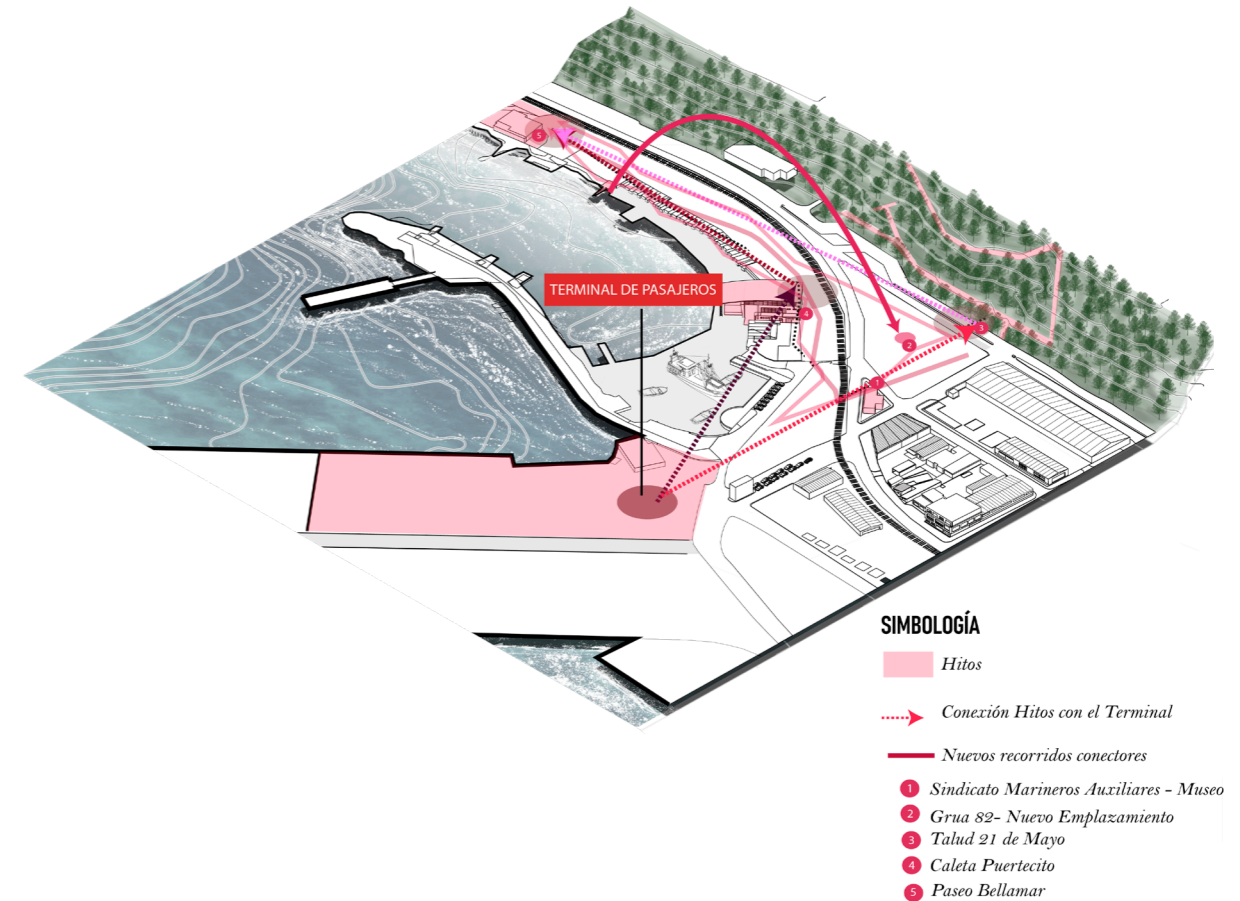 5
TERMINAL DE PASAJEROS
4
3
2
1
SIMBOLOGÍA
Hitos
Conexión Hitos con el Terminal
Nuevos recorridos conectores
1 Sindicato Marineros Auxiliares - Museo
2 Grua 82- Nuevo Emplazamiento
3 Talud 21 de Mayo
4 Caleta Puertecito
5 Paseo Bellamar